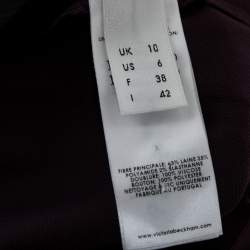 UK 10
US 6
F 38
I 42
FIBRE PRINCIPALE: 63% LAINE 35%
POLYAMIDE 2% ÉLASTHANNE
DOUBLURE: 100% VISCOSE
BOUTON: 100% POLYESTER
NETTOYAGE À SEC UNIQUEMENT
FABRIQUÉ AU PORTUGAL
www.victoriabeckham.com